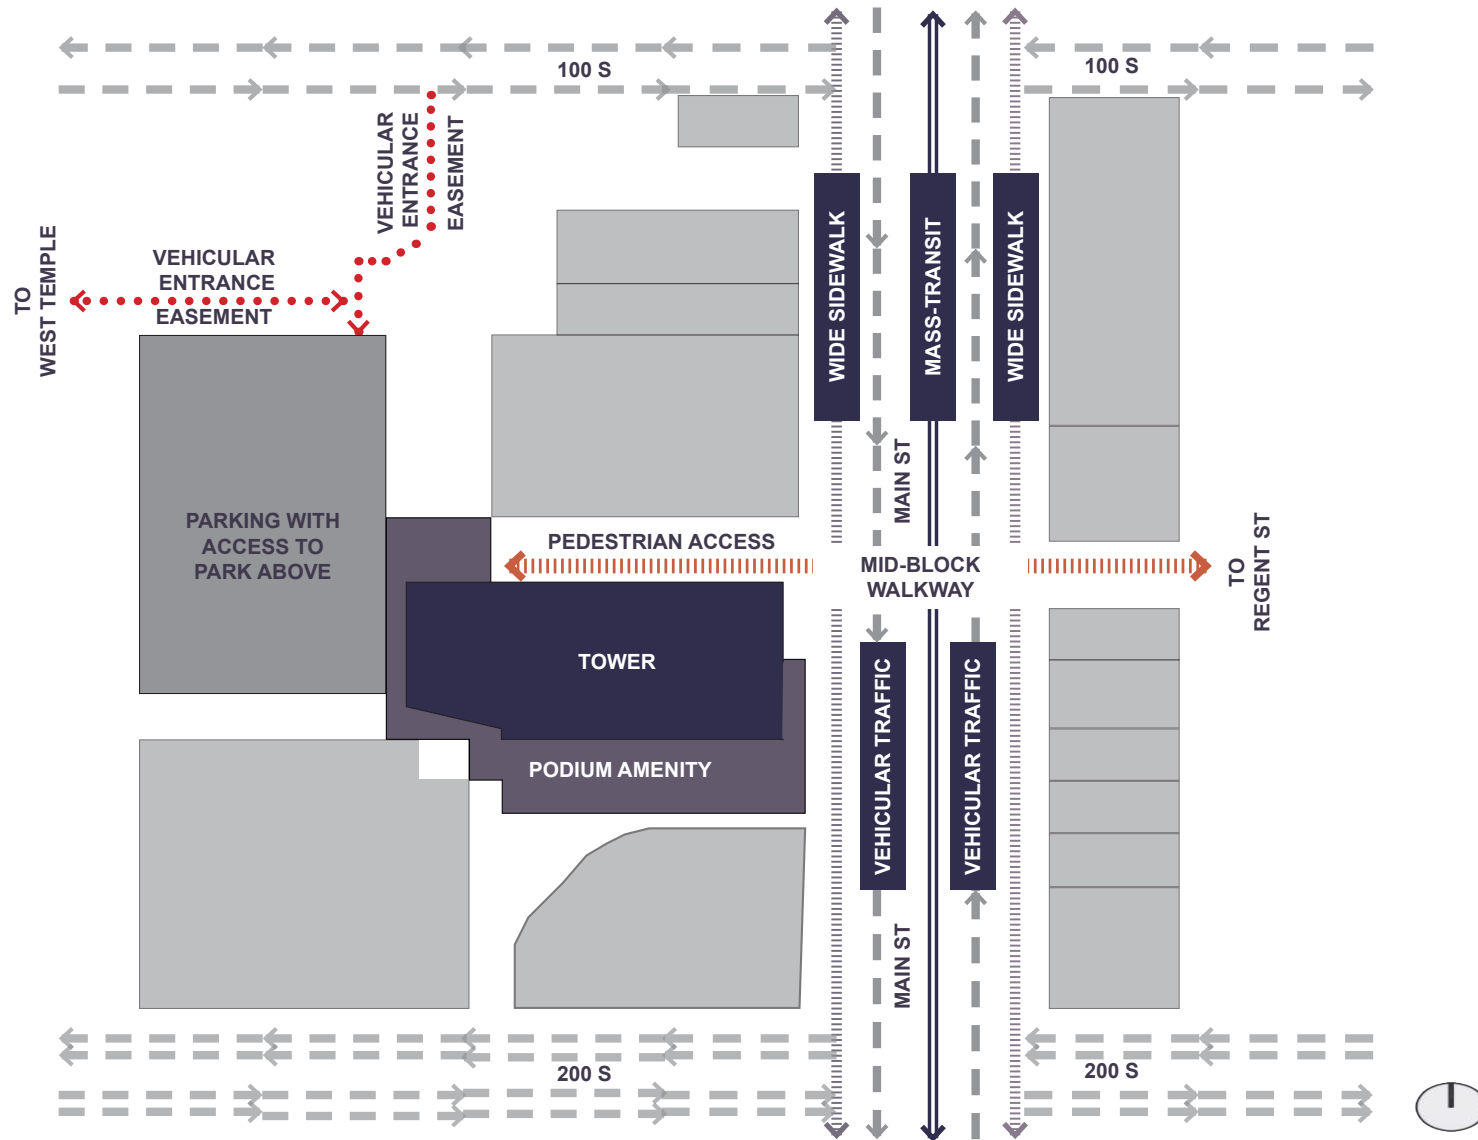 100 S
100 S
VEHICULAR
ENTRANCE
EASEMENT
TO
WEST TEMPLE
VEHICULAR
ENTRANCE
EASEMENT
WIDE SIDEWALK
MASS-TRANSIT
WIDE SIDEWALK
MAIN ST
PARKING WITH
ACCESS TO
PARK ABOVE
PEDESTRIAN ACCESS
MID-BLOCK
WALKWAY
TO
REGENT ST
TOWER
PODIUM AMENITY
VEHICULAR TRAFFIC
VEHICULAR TRAFFIC
MAIN ST
200 S
200 S